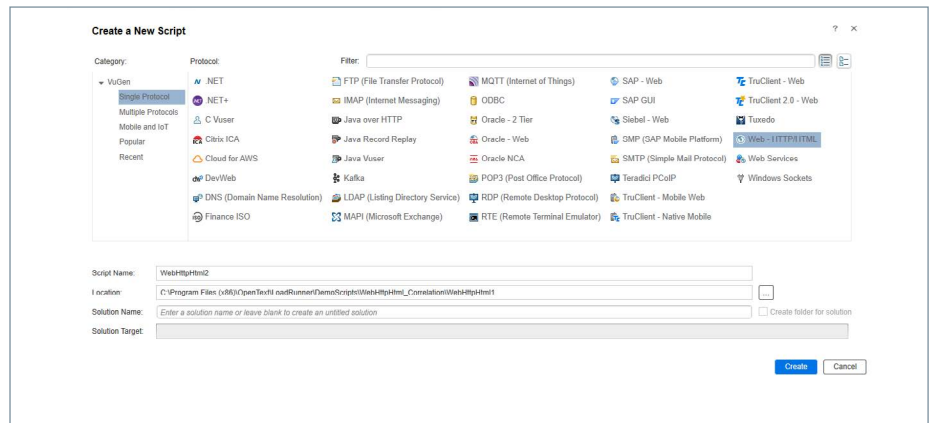 Create a New Script
? ×
Category:
Protocol:
Filter:
VuGen
Single Protocol
Multiple Protocols
Mobile and IoT
Popular
Recent
.NET
.NET+
C Vuser
Citrix ICA
Cloud for AWS
DevWeb
DNS (Domain Name Resolution)
Finance ISO
FTP (File Transfer Protocol)
IMAP (Internet Messaging)
Java over HTTP
Java Record Replay
Java Vuser
Kafka
LDAP (Listing Directory Service)
MAPI (Microsoft Exchange)
MQTT (Internet of Things)
ODBC
Oracle - 2 Tier
Oracle - Web
Oracle NCA
POP3 (Post Office Protocol)
RDP (Remote Desktop Protocol)
RTE (Remote Terminal Emulator)
SAP - Web
SAP GUI
Siebel - Web
SMP (SAP Mobile Platform)
SMTP (Simple Mail Protocol)
Teradici PCoIP
TruClient - Mobile Web
TruClient - Native Mobile
TruClient - Web
TruClient 2.0 - Web
Tuxedo
Web - HTTP/HTML
Web Services
Windows Sockets
Script Name: WebHttpHtml2
Location: C:\Program Files (x86)\OpenText\LoadRunner\DemoScripts\WebHttpHtml_Correlation\WebHttpHtml1
...
Solution Name: Enter a solution name or leave blank to create an untitled solution
Create folder for solution
Solution Target:
Create Cancel